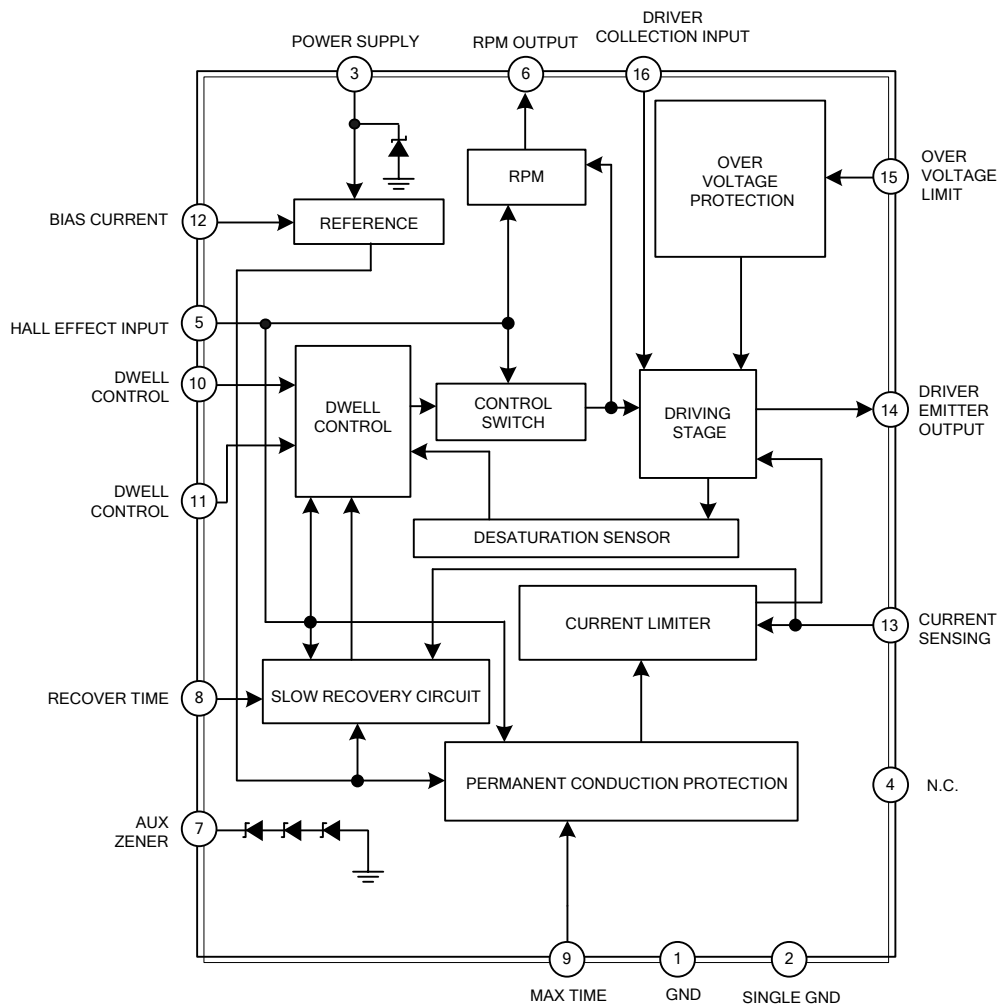 DRIVER
COLLECTION INPUT
POWER SUPPLY
RPM OUTPUT
3
6
16
OVER
VOLTAGE
PROTECTION
RPM
15
OVER
VOLTAGE
LIMIT
BIAS CURRENT
12
REFERENCE
HALL EFFECT INPUT
5
DWELL
CONTROL
10
DWELL
CONTROL
CONTROL
SWITCH
DRIVING
STAGE
14
DRIVER
EMITTER
OUTPUT
DWELL
CONTROL
11
DESATURATION SENSOR
CURRENT LIMITER
13
CURRENT
SENSING
RECOVER TIME
8
SLOW RECOVERY CIRCUIT
PERMANENT CONDUCTION PROTECTION
4
N.C.
AUX
ZENER
7
9
1
2
MAX TIME
GND
SINGLE GND